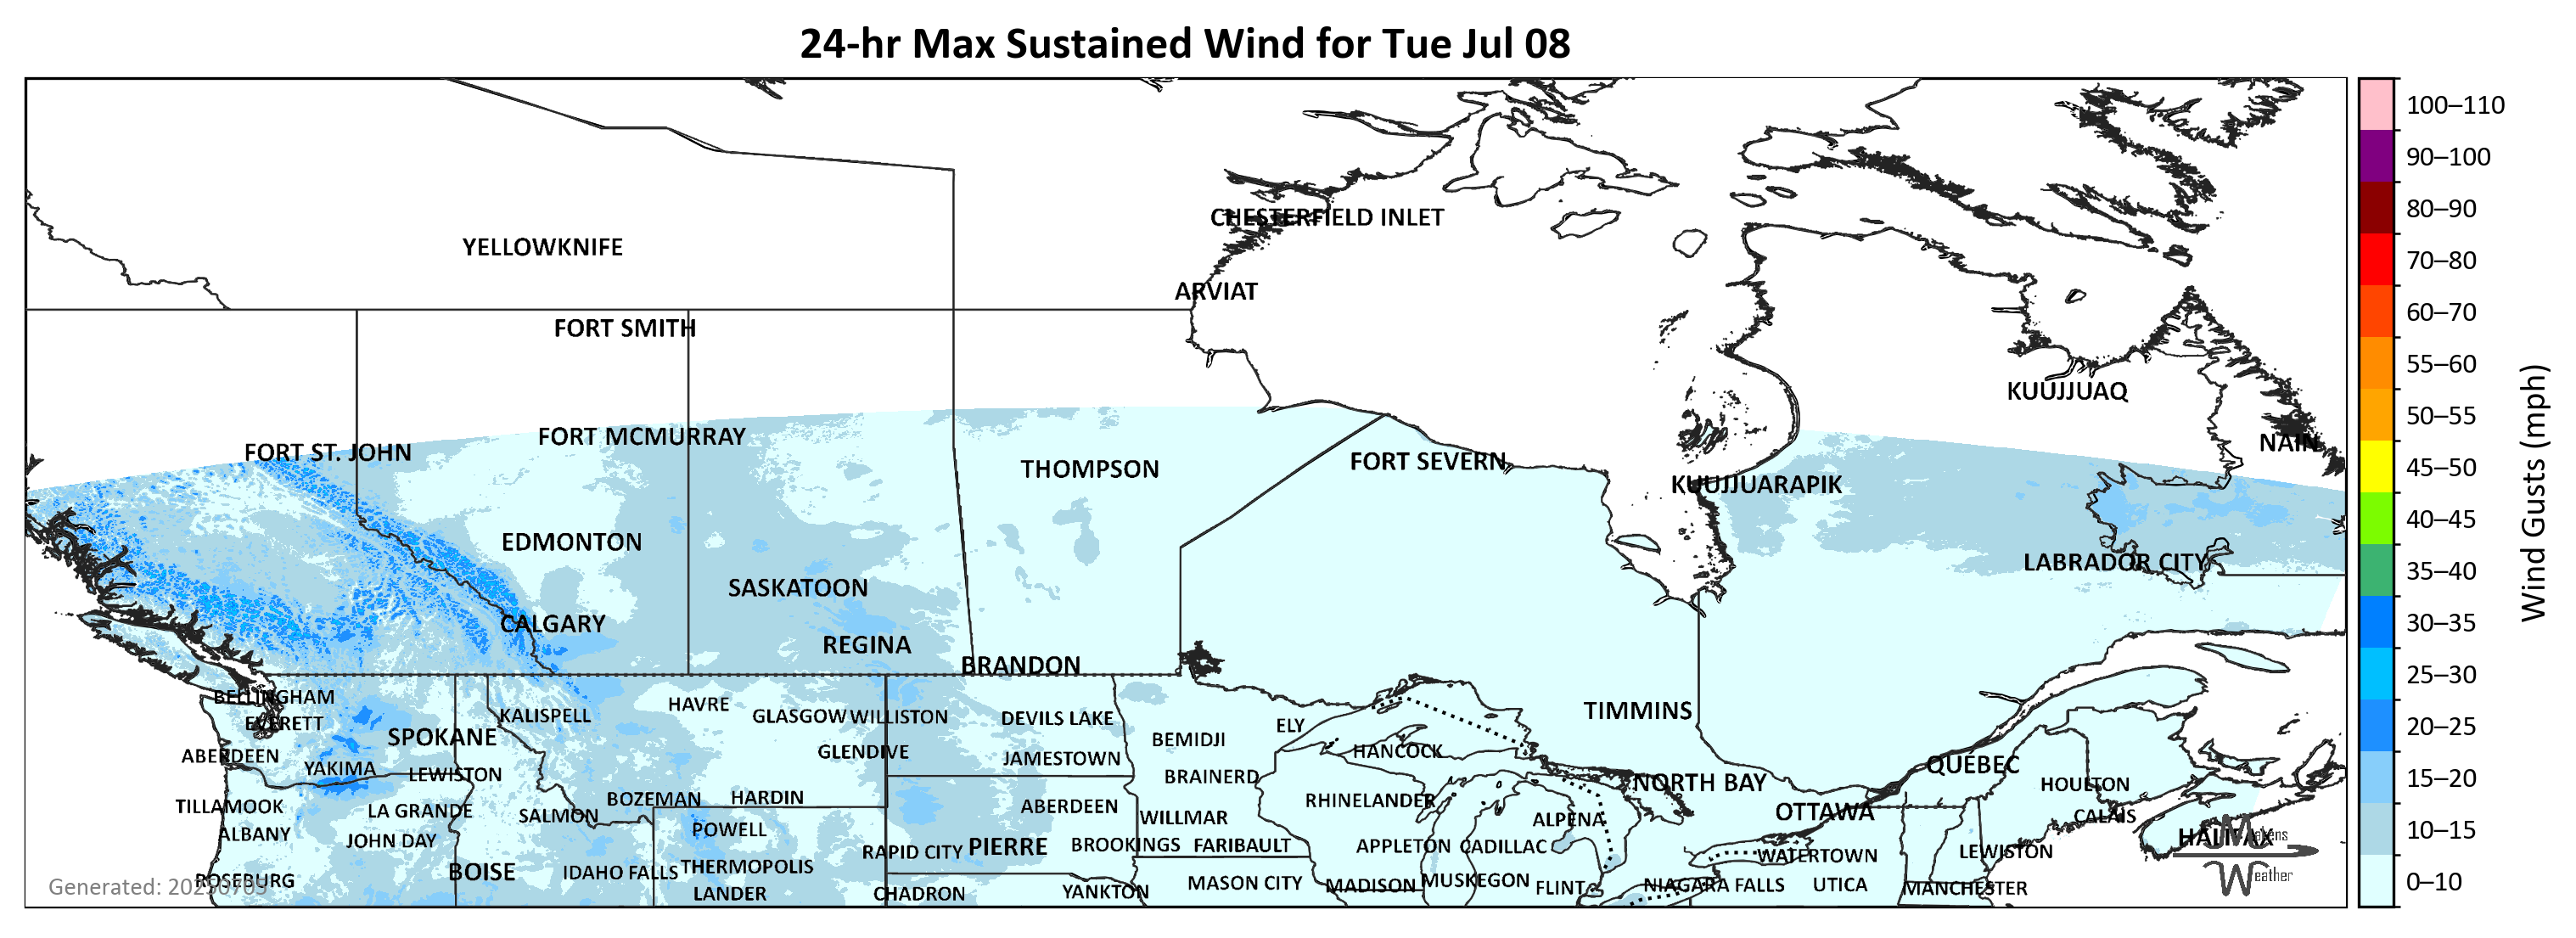 24-hr Max Sustained Wind for Tue Jul 08
100–110
90–100
80–90
70–80
60–70
55–60
50–55
45–50
40–45
35–40
30–35
25–30
20–25
15–20
10–15
0–10
Wind Gusts (mph)
CHESTERFIELD INLET
YELLOWKNIFE
ARVIAT
FORT SMITH
KUUJJUAQ
FORT MCMURRAY
NAIN
FORT ST. JOHN
FORT SEVERN
THOMPSON
KUUJJUARAPIK
EDMONTON
LABRADOR CITY
SASKATOON
CALGARY
REGINA
BRANDON
BELLINGHAM
HAVRE
TIMMINS
KALISPELL
GLASGOW WILLISTON
DEVILS LAKE
EVERETT
ELY
SPOKANE
BEMIDJI
HANCOCK
GLENDIVE
ABERDEEN
JAMESTOWN
QUÉBEC
YAKIMA
LEWISTON
BRAINERD
NORTH BAY
HOULTON
BOZEMAN
HARDIN
RHINELANDER
TILLAMOOK
ABERDEEN
LA GRANDE
OTTAWA
SALMON
CALAIS
WILLMAR
ALPENA
POWELL
ALBANY
HALIFAX
Makens
Weather
JOHN DAY
PIERRE
BROOKINGS
FARIBAULT
APPLETON
CADILLAC
RAPID CITY
LEWISTON
WATERTOWN
THERMOPOLIS
BOISE
IDAHO FALLS
ROSEBURG
MUSKEGON
MASON CITY
MADISON
NIAGARA FALLS
UTICA
FLINT
MANCHESTER
Generated: 20250705
LANDER
CHADRON
YANKTON